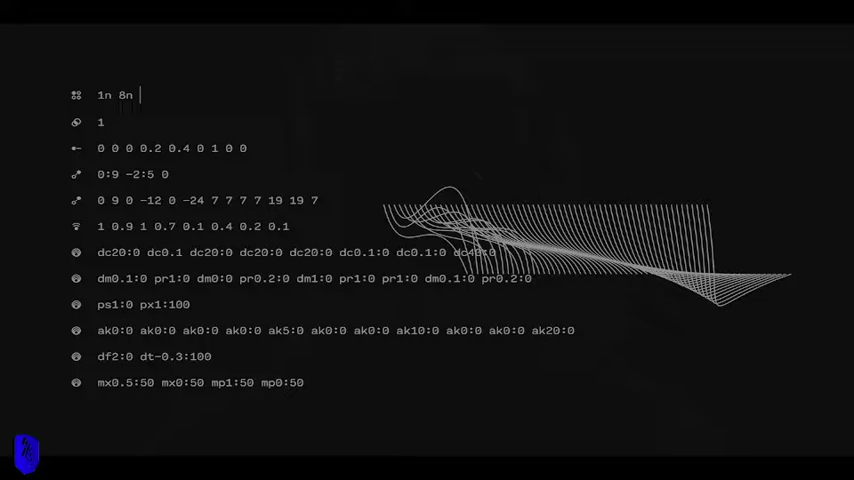 1n 8n
1
0 0 0 0.2 0.4 0 1 0 0
0:9 -2:5 0
0 9 0 -12 0 -24 7 7 7 7 19 19 7
1 0.9 1 0.7 0.1 0.4 0.2 0.1
dc20:0 dc0.1 dc20:0 dc20:0 dc20:0 dc0.1:0 dc0.1:0 dc40:0
dm0.1:0 pr1:0 dm0:0 pr0.2:0 dm1:0 pr1:0 pr1:0 dm0.1:0 pr0.2:0
ps1:0 px1:100
ak0:0 ak0:0 ak0:0 ak0:0 ak5:0 ak0:0 ak0:0 ak10:0 ak0:0 ak0:0 ak20:0
df2:0 dt-0.3:100
mx0.5:50 mx0:50 mp1:50 mp0:50